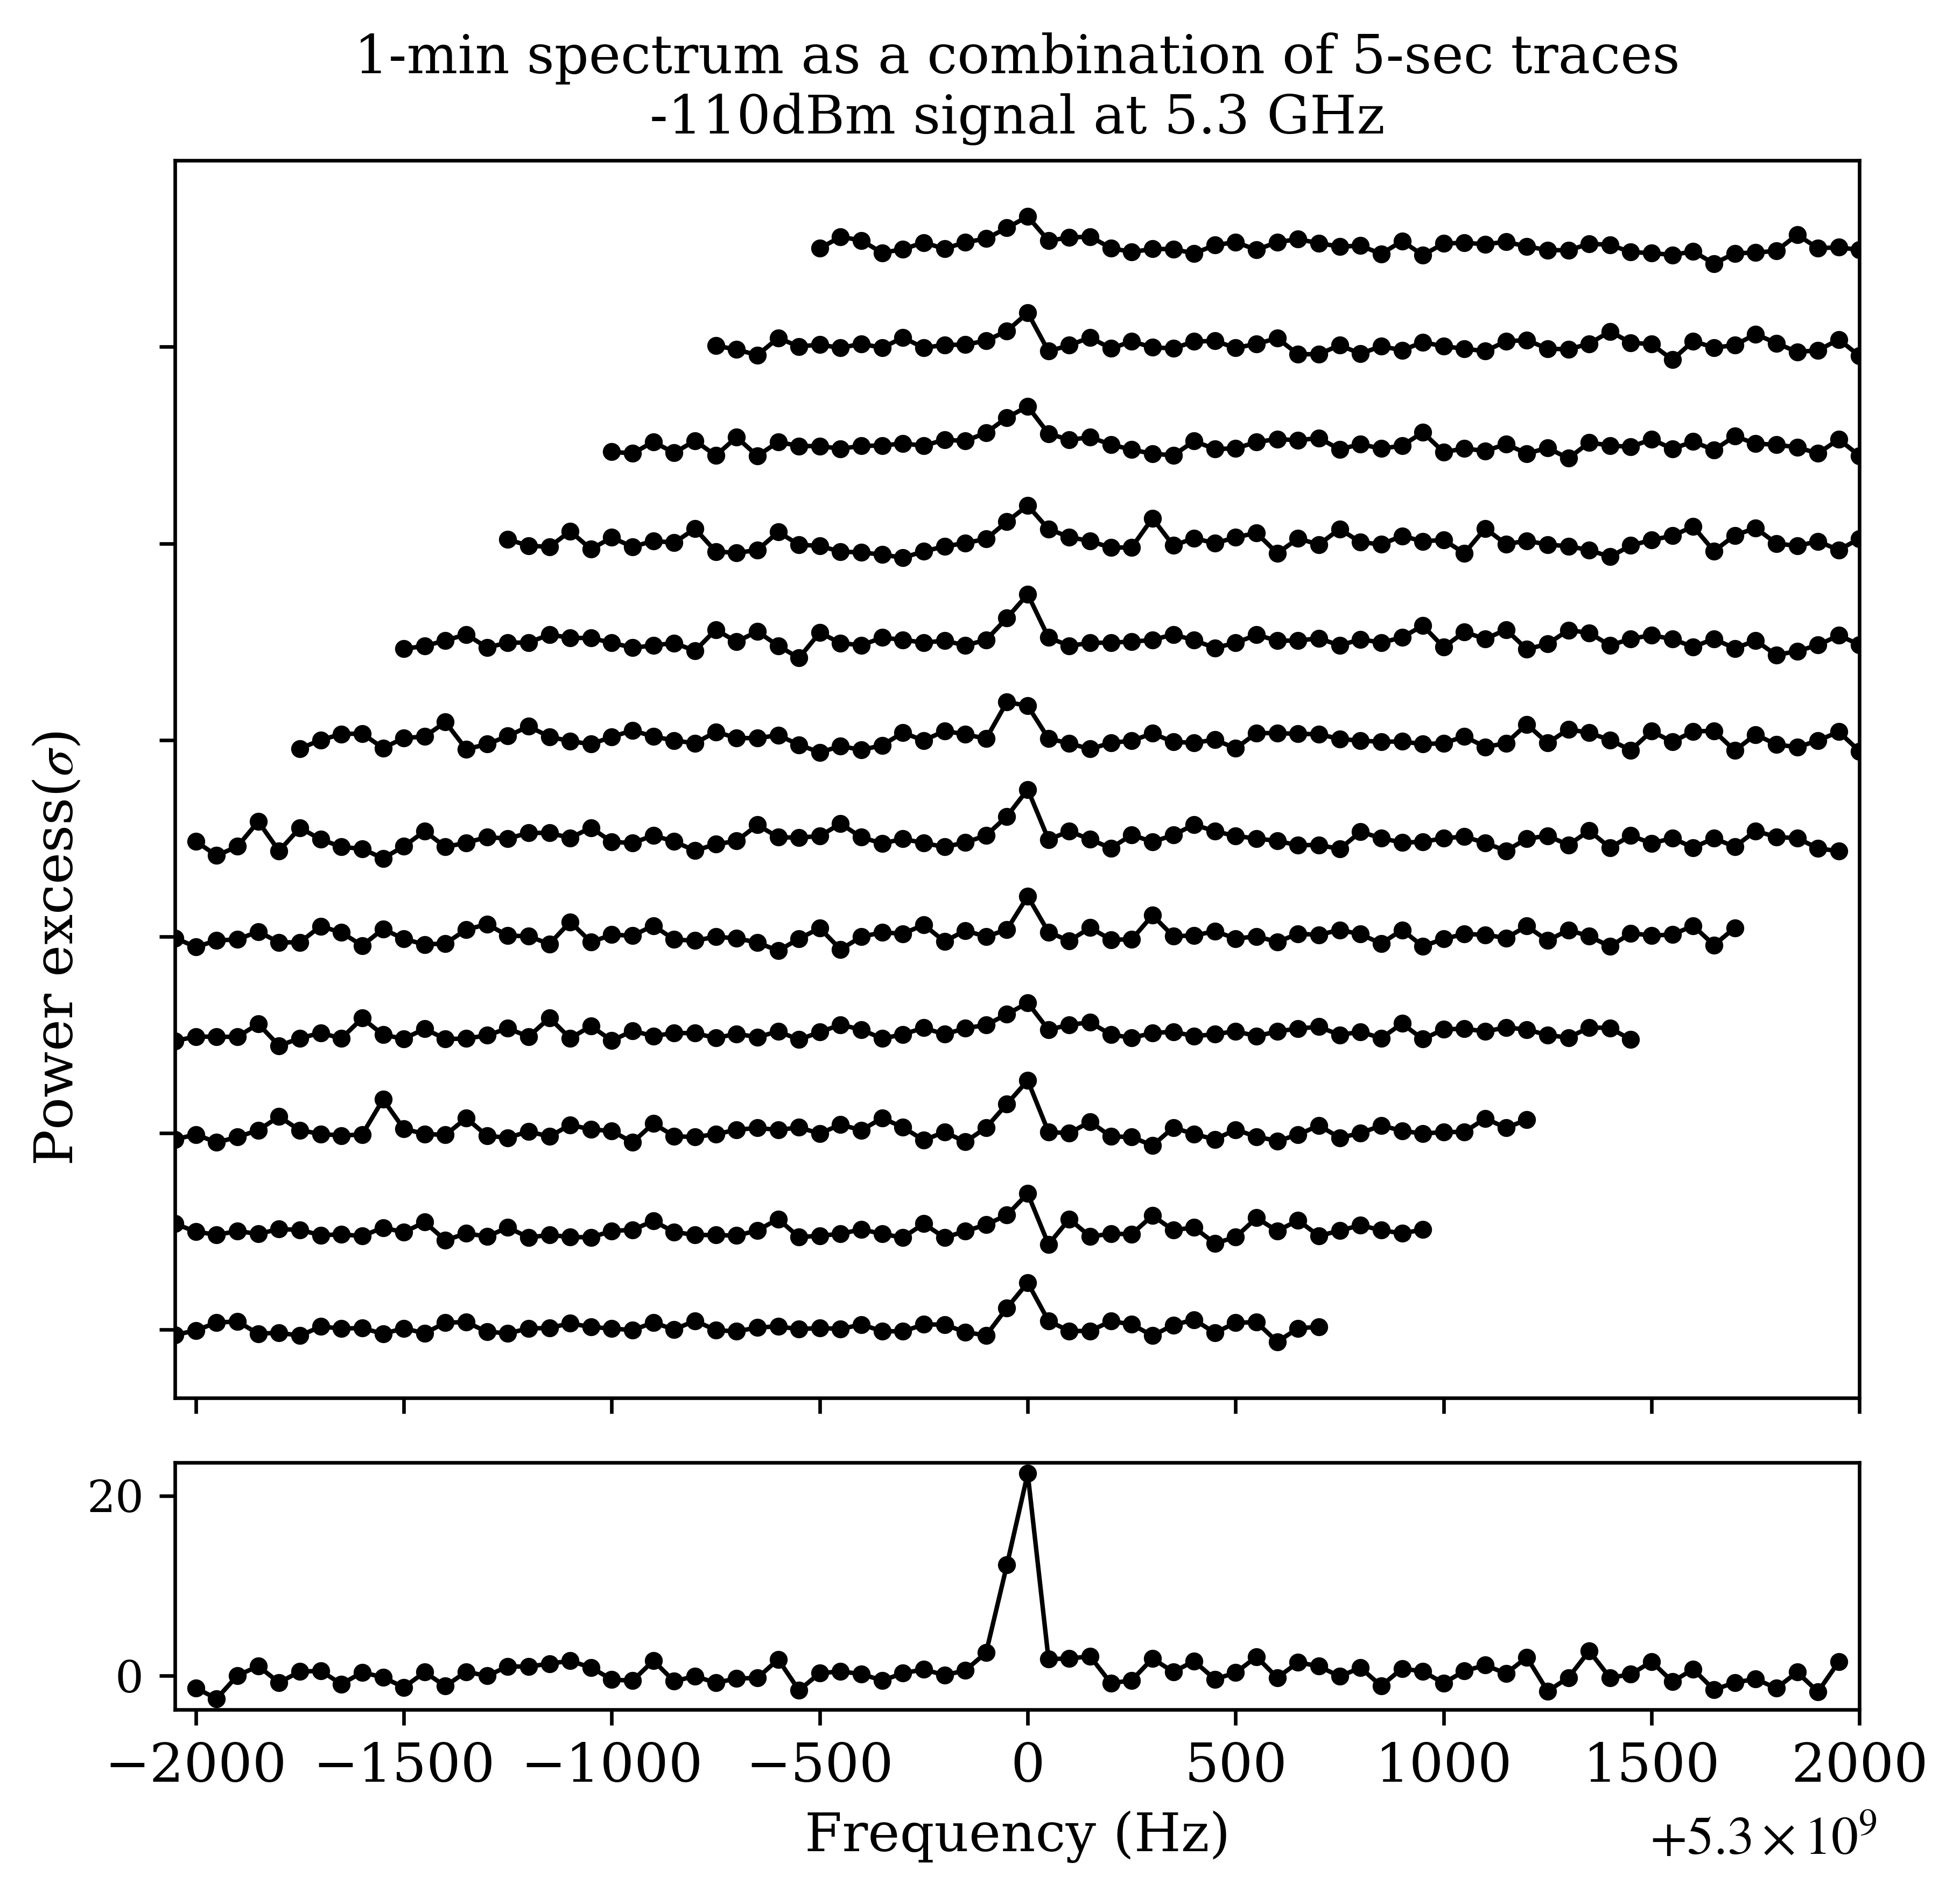 1-min spectrum as a combination of 5-sec traces
-110dBm signal at 5.3 GHz
Power excess(σ)
20
0
−2000 −1500 −1000 −500 0 500 1000 1500 2000
Frequency (Hz)
+5.3×10⁹